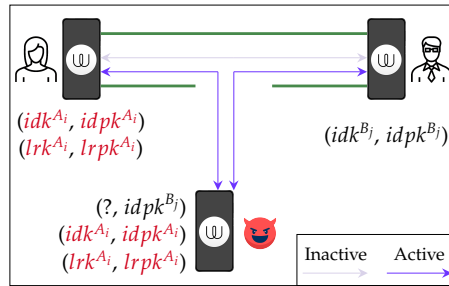 (idk^{A_i}, idpk^{A_i})
(lrk^{A_i}, lrpk^{A_i})
(idk^{B_j}, idpk^{B_j})
(?, idpk^{B_j})
(idk^{A_i}, idpk^{A_i})
(lrk^{A_i}, lrpk^{A_i})
Inactive Active